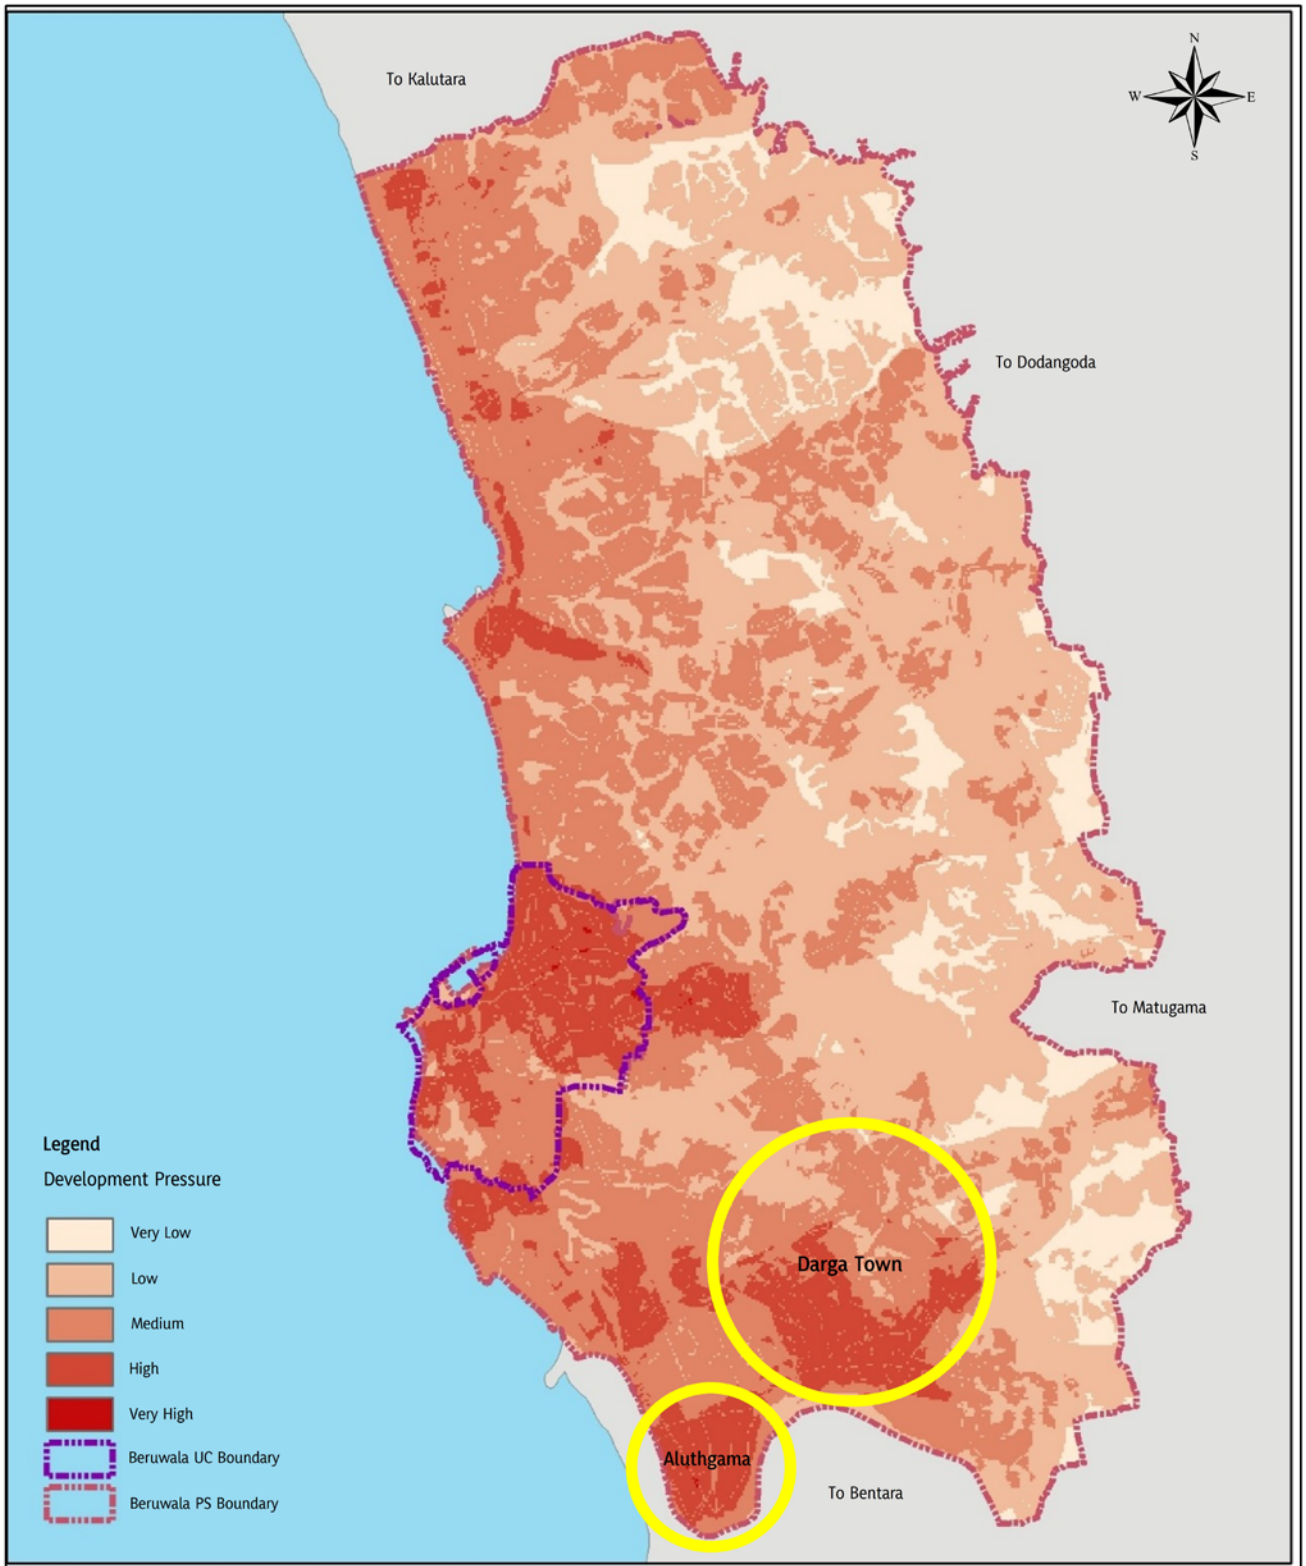 N
W E
S
To Kalutara
To Dodangoda
To Matugama
Darga Town
Aluthgama
To Bentara
Legend
Development Pressure
Very Low
Low
Medium
High
Very High
Beruwala UC Boundary
Beruwala PS Boundary